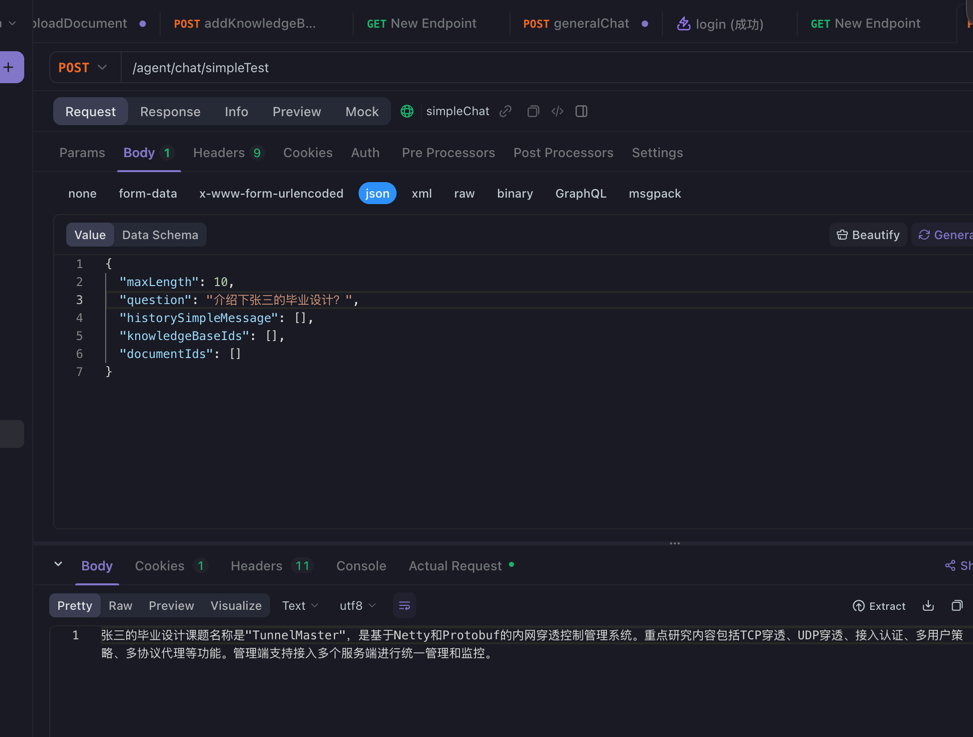 ploadDocument POST addKnowledgeB... GET New Endpoint POST generalChat login (成功) GET New Endpoint
+ POST /agent/chat/simpleTest
Request Response Info Preview Mock simpleChat
Params Body 1 Headers 9 Cookies Auth Pre Processors Post Processors Settings
none form-data x-www-form-urlencoded json xml raw binary GraphQL msgpack
Value Data Schema Beautify Genera
1 {
2 "maxLength": 10,
3 "question": "介绍下张三的毕业设计? ",
4 "historySimpleMessage": [],
5 "knowledgeBaseIds": [],
6 "documentIds": []
7 }
Body Cookies 1 Headers 11 Console Actual Request Sh
Pretty Raw Preview Visualize Text utf8 Extract
1 张三的毕业设计课题名称是"TunnelMaster"，是基于Netty和Protobuf的内网穿透控制管理系统。重点研究内容包括TCP穿透、UDP穿透、接入认证、多用户策
略、多协议代理等功能。管理端支持接入多个服务端进行统一管理和监控。